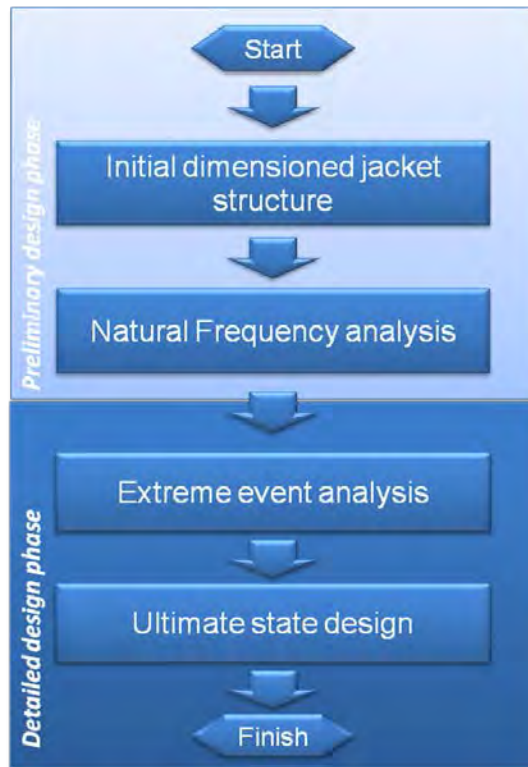 Start
Initial dimensioned jacket
structure
Natural Frequency analysis
Preliminary design phase
Extreme event analysis
Ultimate state design
Finish
Detailed design phase